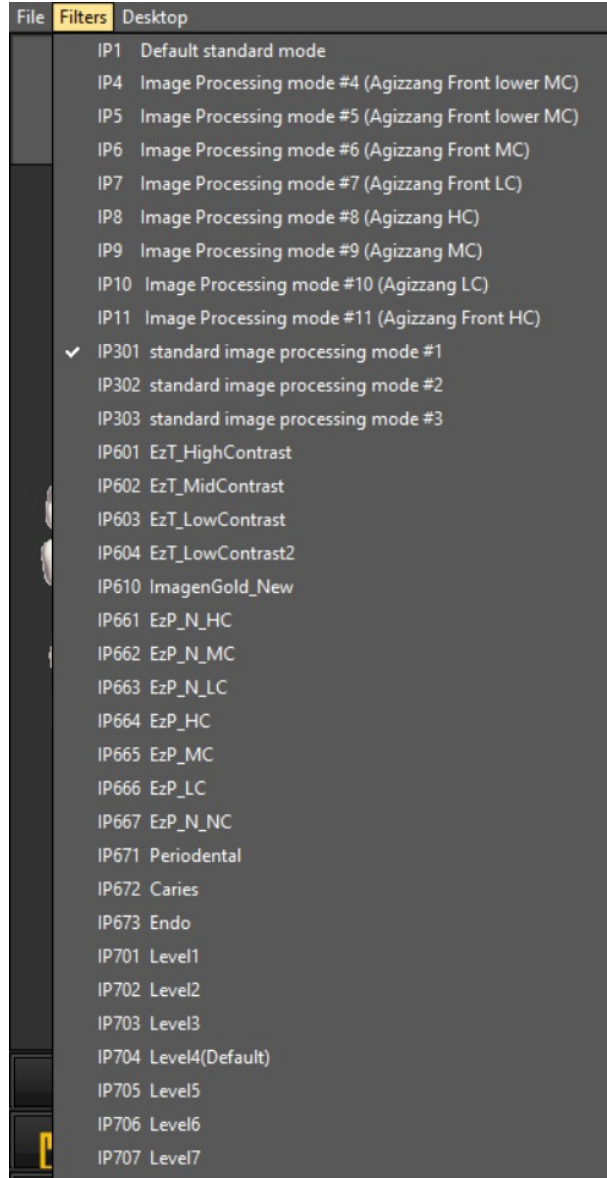 File Filters Desktop
IP1 Default standard mode
IP4 Image Processing mode #4 (Agizzang Front lower MC)
IP5 Image Processing mode #5 (Agizzang Front lower MC)
IP6 Image Processing mode #6 (Agizzang Front MC)
IP7 Image Processing mode #7 (Agizzang Front LC)
IP8 Image Processing mode #8 (Agizzang HC)
IP9 Image Processing mode #9 (Agizzang MC)
IP10 Image Processing mode #10 (Agizzang LC)
IP11 Image Processing mode #11 (Agizzang Front HC)
IP301 standard image processing mode #1
IP302 standard image processing mode #2
IP303 standard image processing mode #3
IP601 EzT_HighContrast
IP602 EzT_MidContrast
IP603 EzT_LowContrast
IP604 EzT_LowContrast2
IP610 ImagenGold_New
IP661 EzP_N_HC
IP662 EzP_N_MC
IP663 EzP_N_LC
IP664 EzP_HC
IP665 EzP_MC
IP666 EzP_LC
IP667 EzP_N_NC
IP671 Periodental
IP672 Caries
IP673 Endo
IP701 Level1
IP702 Level2
IP703 Level3
IP704 Level4(Default)
IP705 Level5
IP706 Level6
IP707 Level7